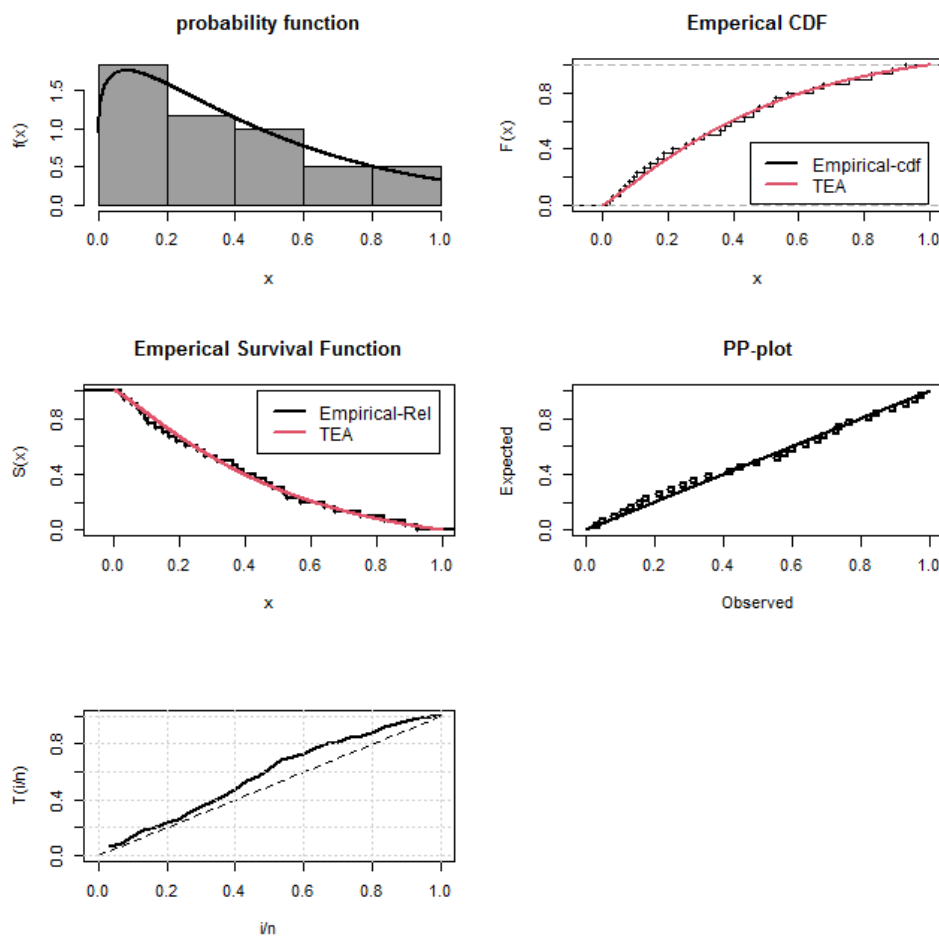 probability function
f(x)
0.0 0.5 1.0 1.5
0.0 0.2 0.4 0.6 0.8 1.0
x
Emperical CDF
F(x)
0.0 0.4 0.8
Empirical-cdf
TEA
0.0 0.2 0.4 0.6 0.8 1.0
x
Emperical Survival Function
S(x)
0.0 0.4 0.8
Empirical-Rel
TEA
0.0 0.2 0.4 0.6 0.8 1.0
x
PP-plot
Expected
0.0 0.4 0.8
0.0 0.2 0.4 0.6 0.8 1.0
Observed
T(i/n)
0.0 0.4 0.8
0.0 0.2 0.4 0.6 0.8 1.0
i/n